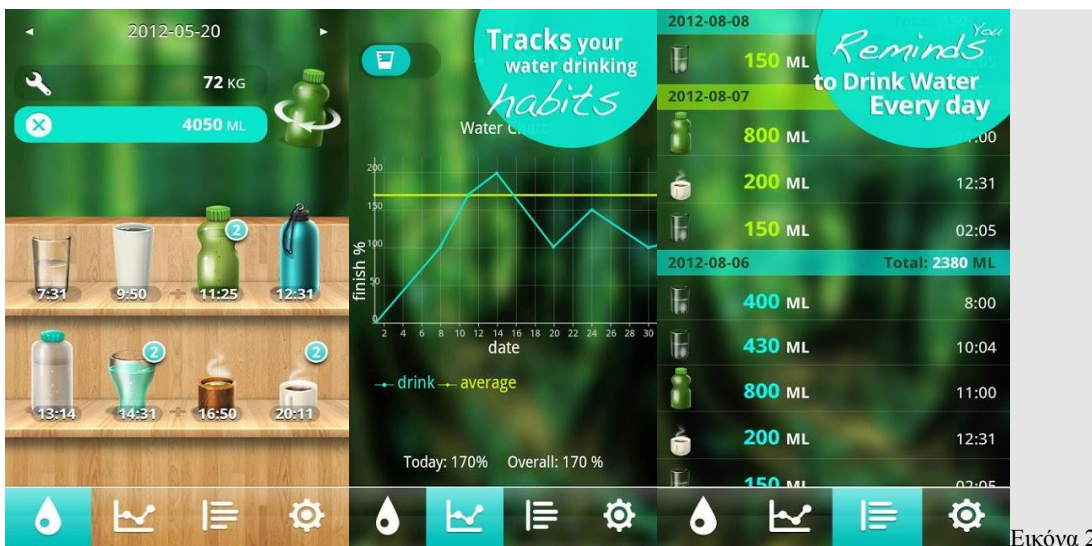 2012-05-20
72 KG
4050 ML
2
7:31
9:50
11:25
12:31
2
2
13:14
14:31
16:50
20:11
Tracks your
water drinking
habits
Water
200
150
100
50
0
finish %
2 4 6 8 10 12 14 16 18 20 22 24 26 28 30
date
drink average
Today: 170% Overall: 170 %
You
Reminds
to Drink Water
Every day
2012-08-08
150 ML
2012-08-07
800 ML
200 ML 12:31
150 ML 02:05
2012-08-06 Total: 2380 ML
400 ML 8:00
430 ML 10:04
800 ML 11:00
200 ML 12:31
150 ML 02:05
Εικόνα 2